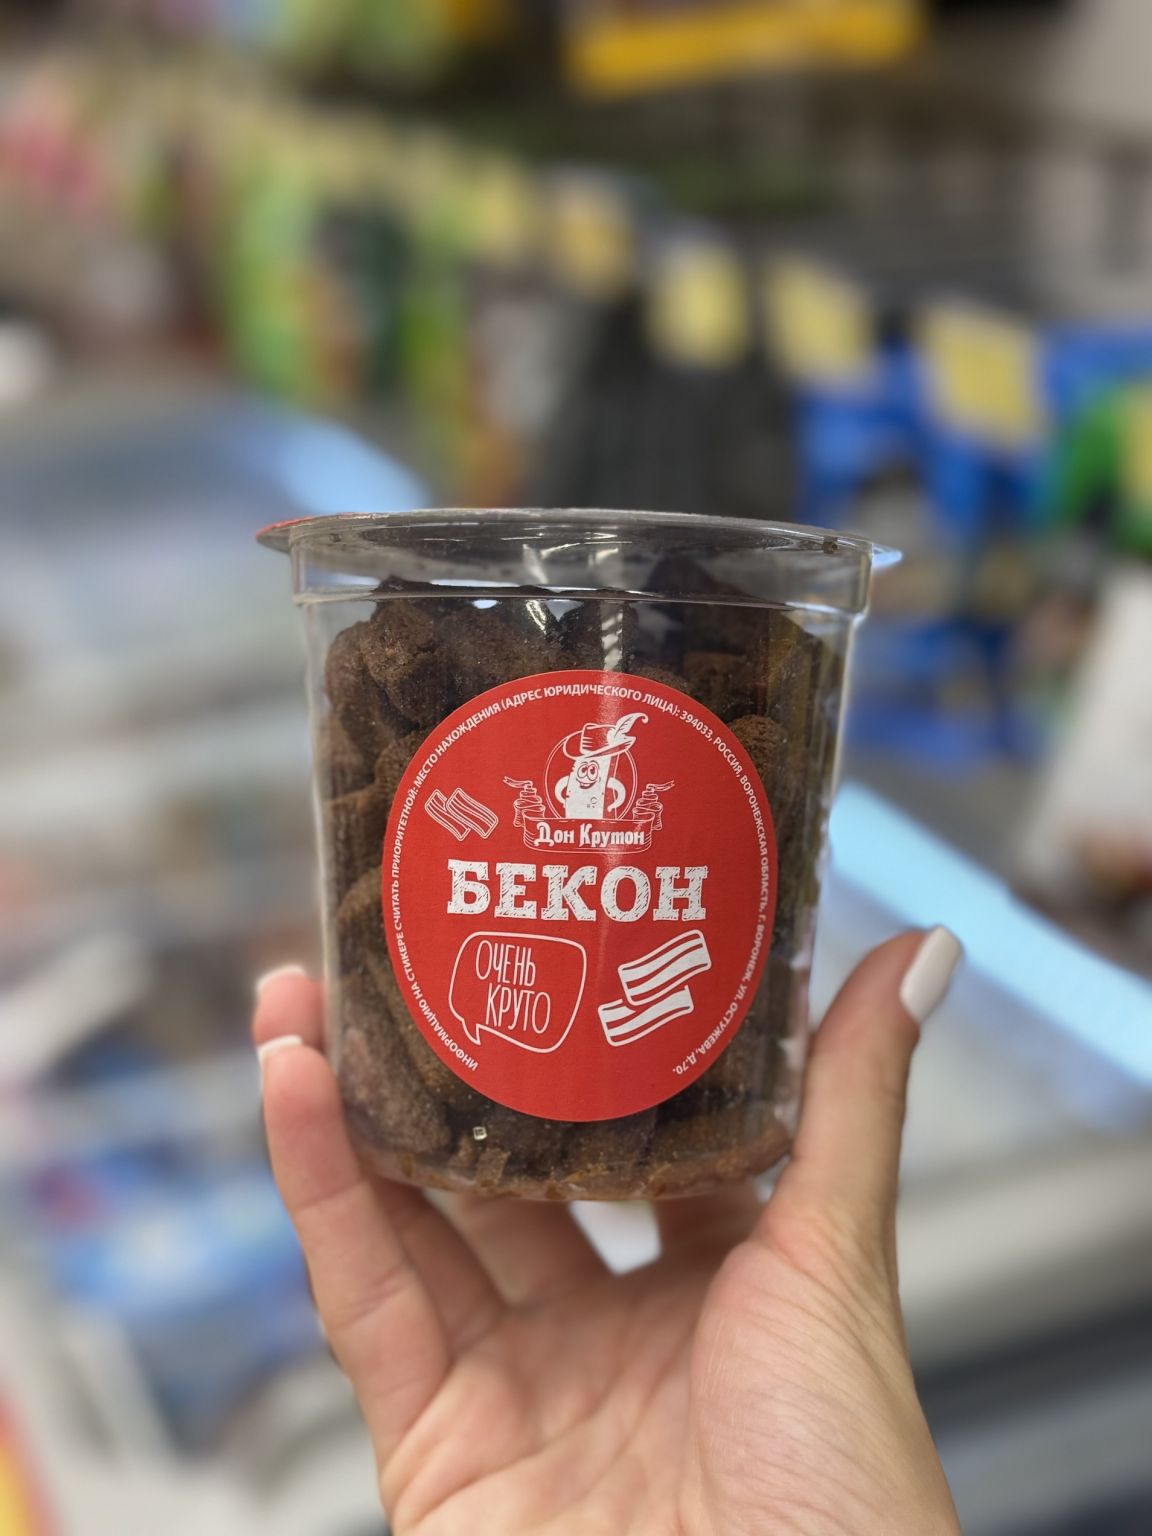 ИНФОРМАЦИЮ НА СТИКЕРЕ СЧИТАТЬ ПРИОРИТЕТНОЙ: МЕСТО НАХОЖДЕНИЯ (АДРЕС ЮРИДИЧЕСКОГО ЛИЦА): 394033, РОССИЯ, ВОРОНЕЖСКАЯ ОБЛАСТЬ, Г. ВОРОНЕЖ, УЛ. ОСТУЖЕВА, Д.70.
Дон Крутон
БЕКОН
ОЧЕНЬ
КРУТО